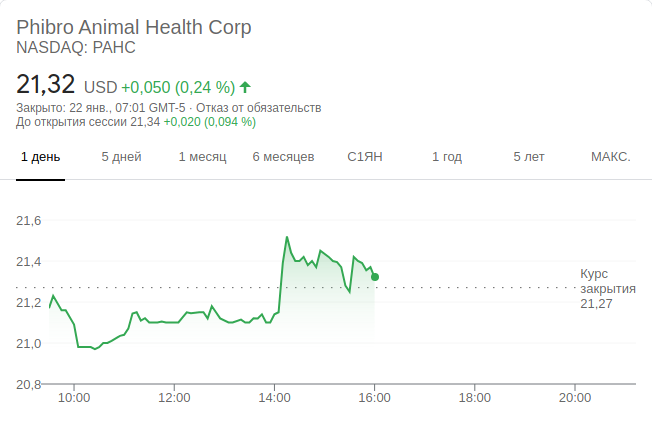 Phibro Animal Health Corp
NASDAQ: PAHC
21,32 USD +0,050 (0,24 %)
Закрыто: 22 янв., 07:01 GMT-5 · Отказ от обязательств
До открытия сессии 21,34 +0,020 (0,094 %)
1 день 5 дней 1 месяц 6 месяцев С1ЯН 1 год 5 лет МАКС.
21,6
21,4
Курс
закрытия
21,27
21,2
21,0
20,8
10:00 12:00 14:00 16:00 18:00 20:00